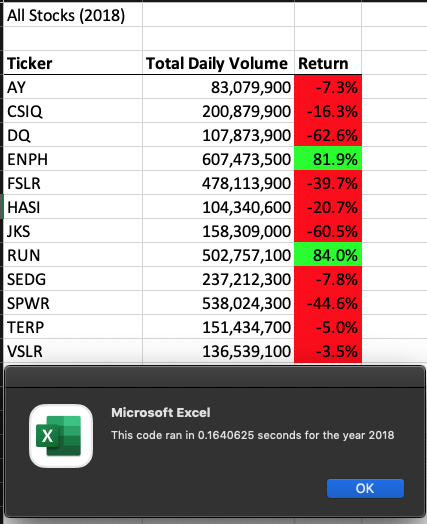 All Stocks (2018)
Ticker Total Daily Volume Return
AY 83,079,900 -7.3%
CSIQ 200,879,900 -16.3%
DQ 107,873,900 -62.6%
ENPH 607,473,500 81.9%
FSLR 478,113,900 -39.7%
HASI 104,340,600 -20.7%
JKS 158,309,000 -60.5%
RUN 502,757,100 84.0%
SEDG 237,212,300 -7.8%
SPWR 538,024,300 -44.6%
TERP 151,434,700 -5.0%
VSLR 136,539,100 -3.5%
X
Microsoft Excel
This code ran in 0.1640625 seconds for the year 2018
OK